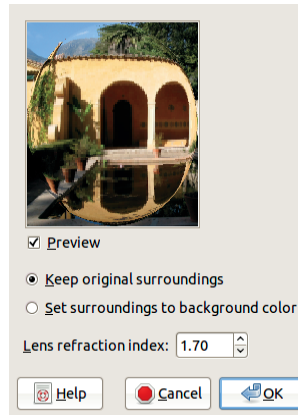 Preview
Keep original surroundings
Set surroundings to background color
Lens refraction index: 1.70
Help Cancel OK